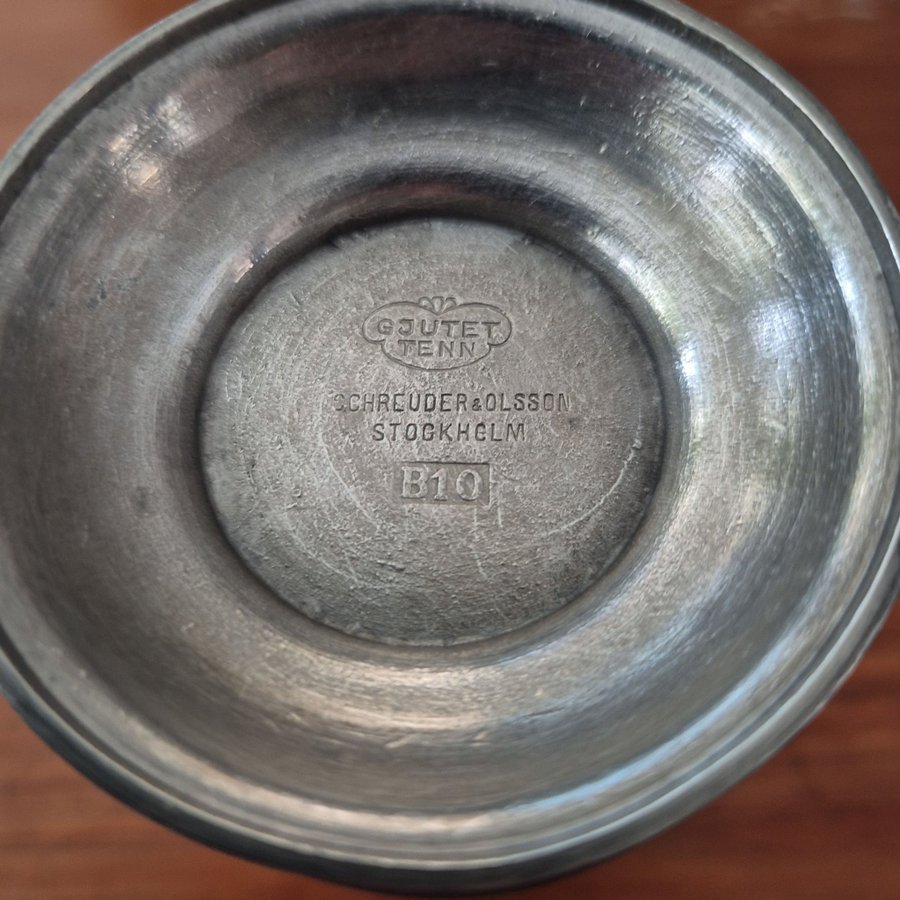 GJUTET
TENN
SCHREUDER & OLSSON
STOCKHOLM
B10